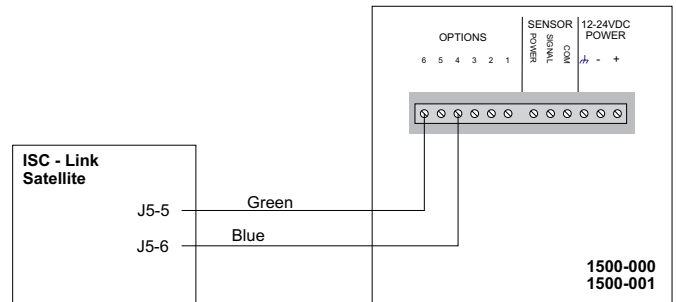 OPTIONS
6 5 4 3 2 1
SENSOR
POWER
SIGNAL
COM
12-24VDC
POWER
- +
ISC - Link
Satellite
J5-5
Green
J5-6
Blue
1500-000
1500-001